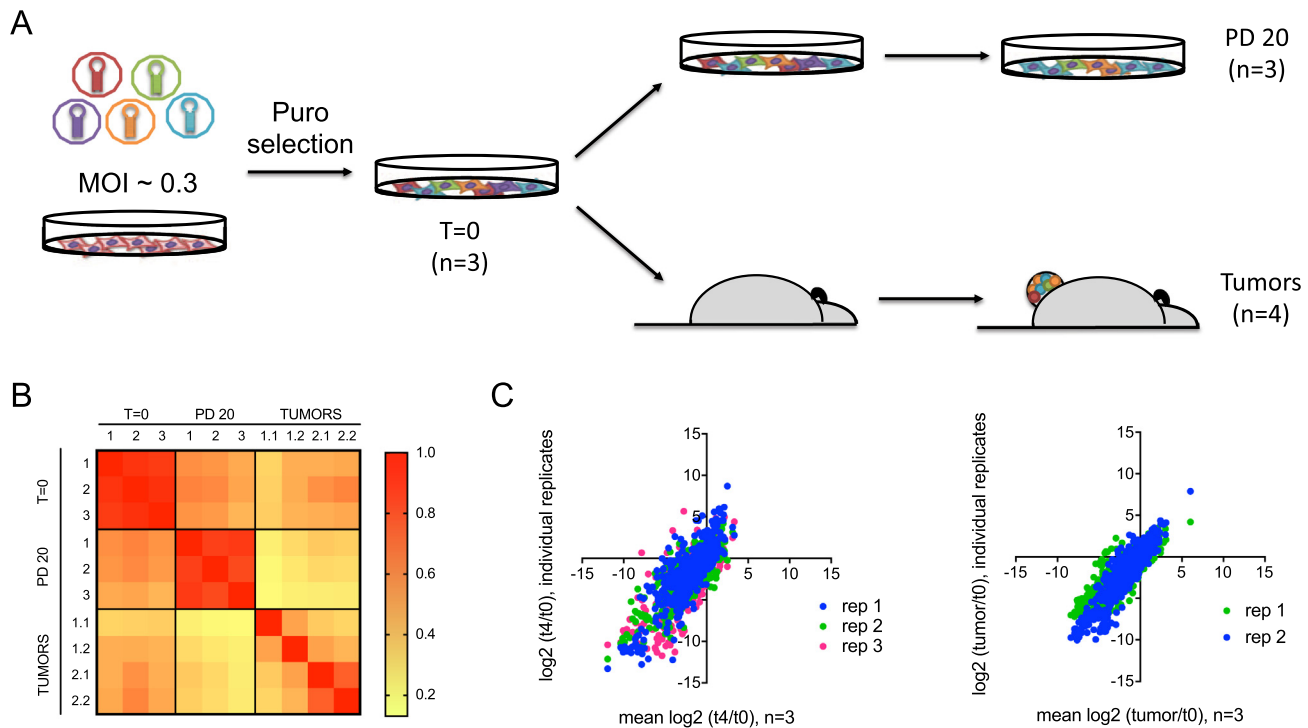 A
MOI ~ 0.3
Puro
selection
T=0
(n=3)
PD 20
(n=3)
Tumors
(n=4)
B
T=0 PD 20 TUMORS
1 2 3 1 2 3 1.1 1.2 2.1 2.2
T=0
1
2
3
PD 20
1
2
3
TUMORS
1.1
1.2
2.1
2.2
1.0
0.8
0.6
0.4
0.2
C
log2 (t4/t0), individual replicates
15
10
5
-15 -10 5 10 15
-5
-10
-15
rep 1
rep 2
rep 3
mean log2 (t4/t0), n=3
log2 (tumor/t0), individual replicates
15
10
5
-15 -10 5 10 15
-5
-10
-15
rep 1
rep 2
mean log2 (tumor/t0), n=3